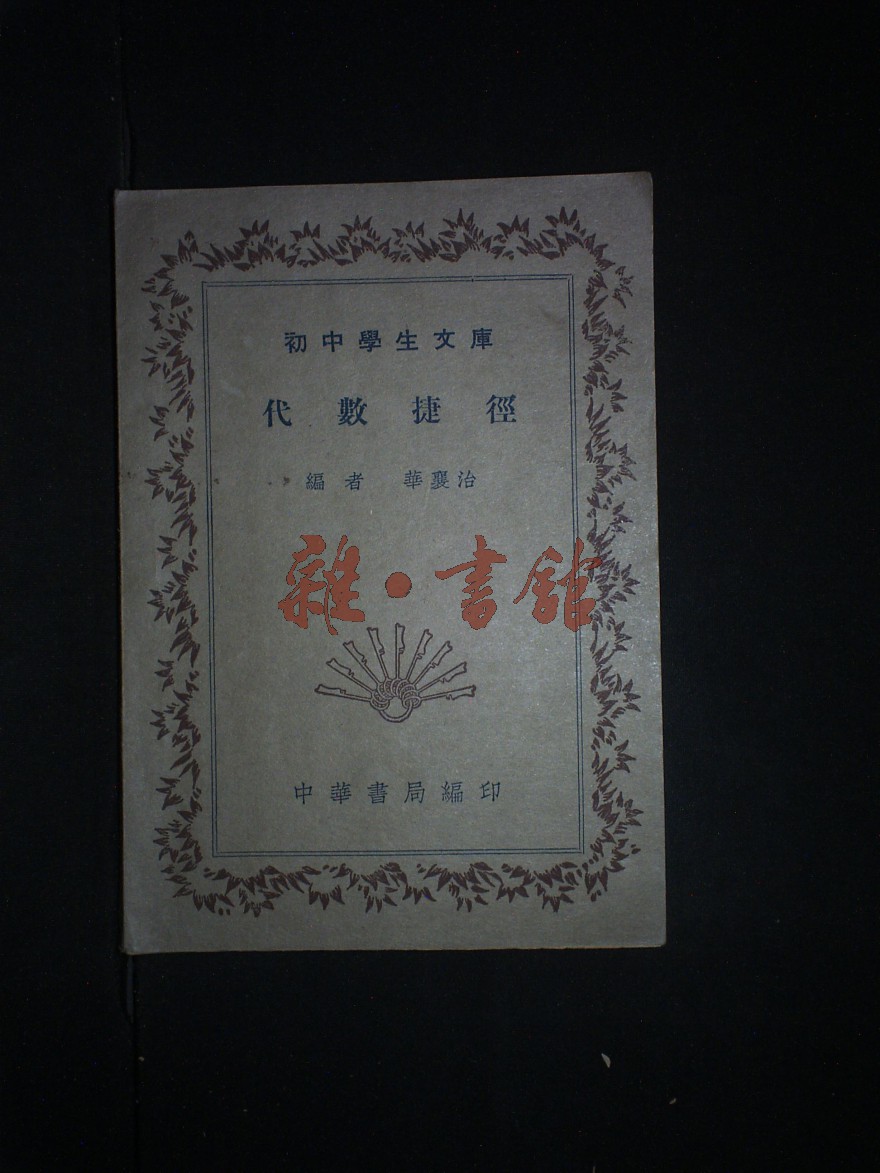 初中學生文庫
代數捷徑
編者 華襄治
雜·書館
中華書局編印